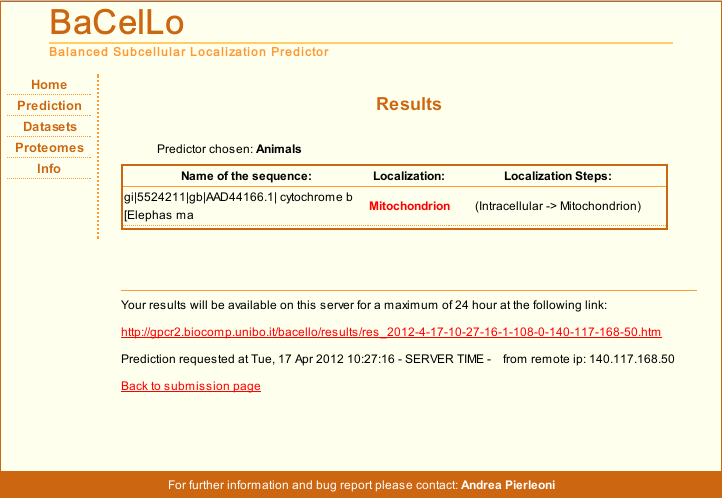 BaCelLo
Balanced Subcellular Localization Predictor
Home
Prediction
Datasets
Proteomes
Info
Results
Predictor chosen: Animals
Name of the sequence: Localization: Localization Steps:
gi|5524211|gb|AAD44166.1| cytochrome b
[Elephas ma
Mitochondrion
(Intracellular -> Mitochondrion)
Your results will be available on this server for a maximum of 24 hour at the following link:
http://gpcr2.biocomp.unibo.it/bacello/results/res_2012-4-17-10-27-16-1-108-0-140-117-168-50.htm
Prediction requested at Tue, 17 Apr 2012 10:27:16 - SERVER TIME - from remote ip: 140.117.168.50
Back to submission page
For further information and bug report please contact: Andrea Pierleoni